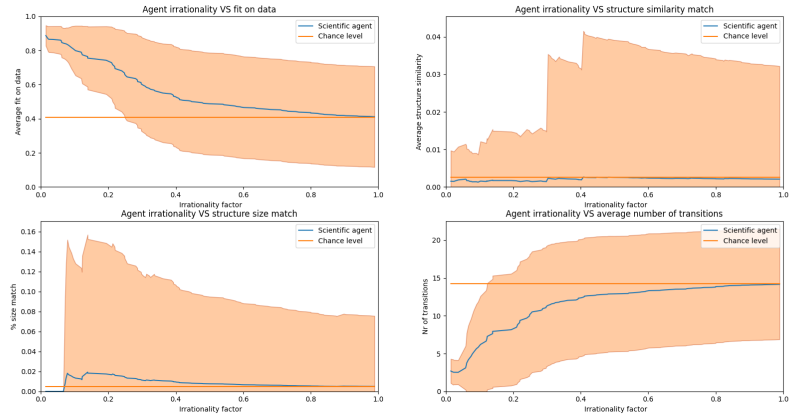 Agent irrationality VS fit on data
Scientific agent
Chance level
1.0
0.8
0.6
0.4
0.2
0.0
Average fit on data
0.0 0.2 0.4 0.6 0.8 1.0
Irrationality factor
Agent irrationality VS structure similarity match
Scientific agent
Chance level
0.04
0.03
0.02
0.01
0.00
Average structure similarity
0.0 0.2 0.4 0.6 0.8 1.0
Irrationality factor
Agent irrationality VS structure size match
Scientific agent
Chance level
0.16
0.14
0.12
0.10
0.08
0.06
0.04
0.02
0.00
% size match
0.0 0.2 0.4 0.6 0.8 1.0
Irrationality factor
Agent irrationality VS average number of transitions
Scientific agent
Chance level
20
15
10
5
0
Nr of transitions
0.0 0.2 0.4 0.6 0.8 1.0
Irrationality factor